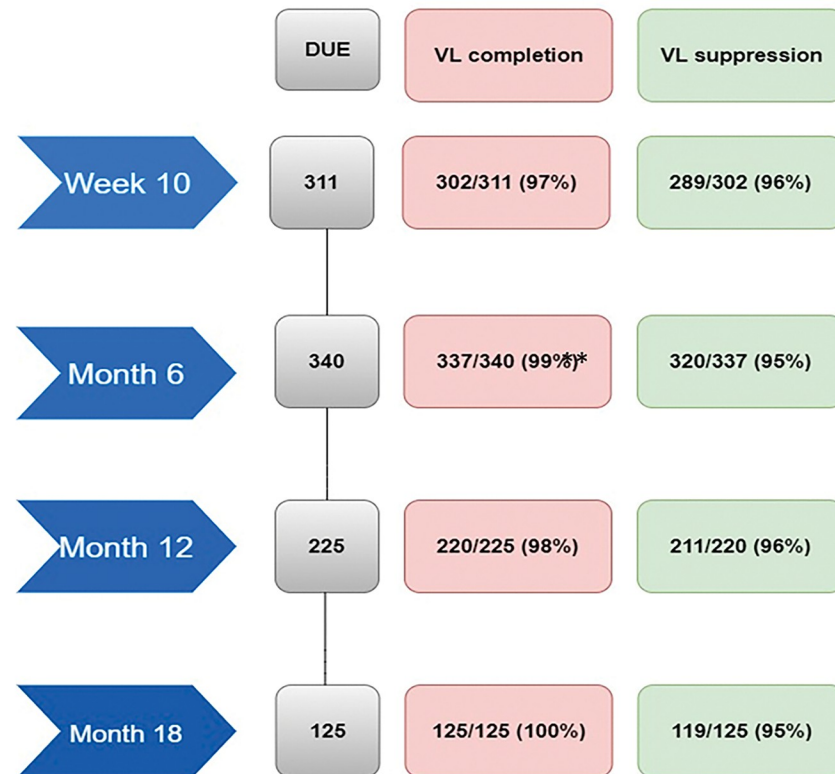 DUE
VL completion
VL suppression
Week 10
311
302/311 (97%)
289/302 (96%)
Month 6
340
337/340 (99%)**
320/337 (95%)
Month 12
225
220/225 (98%)
211/220 (96%)
Month 18
125
125/125 (100%)
119/125 (95%)